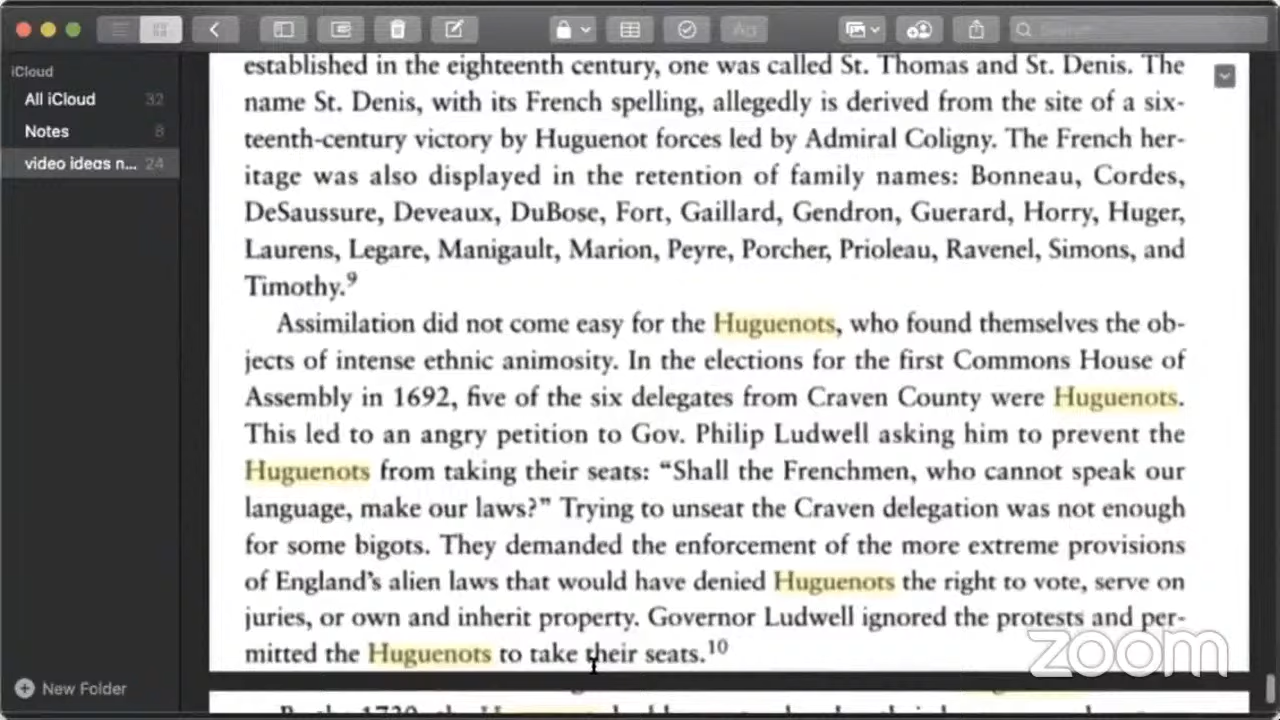 iCloud
All iCloud 32
Notes 8
video ideas n... 24
New Folder
established in the eighteenth century, one was called St. Thomas and St. Denis. The
name St. Denis, with its French spelling, allegedly is derived from the site of a six-
teenth-century victory by Huguenot forces led by Admiral Coligny. The French her-
itage was also displayed in the retention of family names: Bonneau, Cordes,
DeSaussure, Deveaux, DuBose, Fort, Gaillard, Gendron, Guerard, Horry, Huger,
Laurens, Legare, Manigault, Marion, Peyre, Porcher, Prioleau, Ravenel, Simons, and
Timothy.9
Assimilation did not come easy for the Huguenots, who found themselves the ob-
jects of intense ethnic animosity. In the elections for the first Commons House of
Assembly in 1692, five of the six delegates from Craven County were Huguenots.
This led to an angry petition to Gov. Philip Ludwell asking him to prevent the
Huguenots from taking their seats: “Shall the Frenchmen, who cannot speak our
language, make our laws?” Trying to unseat the Craven delegation was not enough
for some bigots. They demanded the enforcement of the more extreme provisions
of England’s alien laws that would have denied Huguenots the right to vote, serve on
juries, or own and inherit property. Governor Ludwell ignored the protests and per-
mitted the Huguenots to take their seats.10
zoom